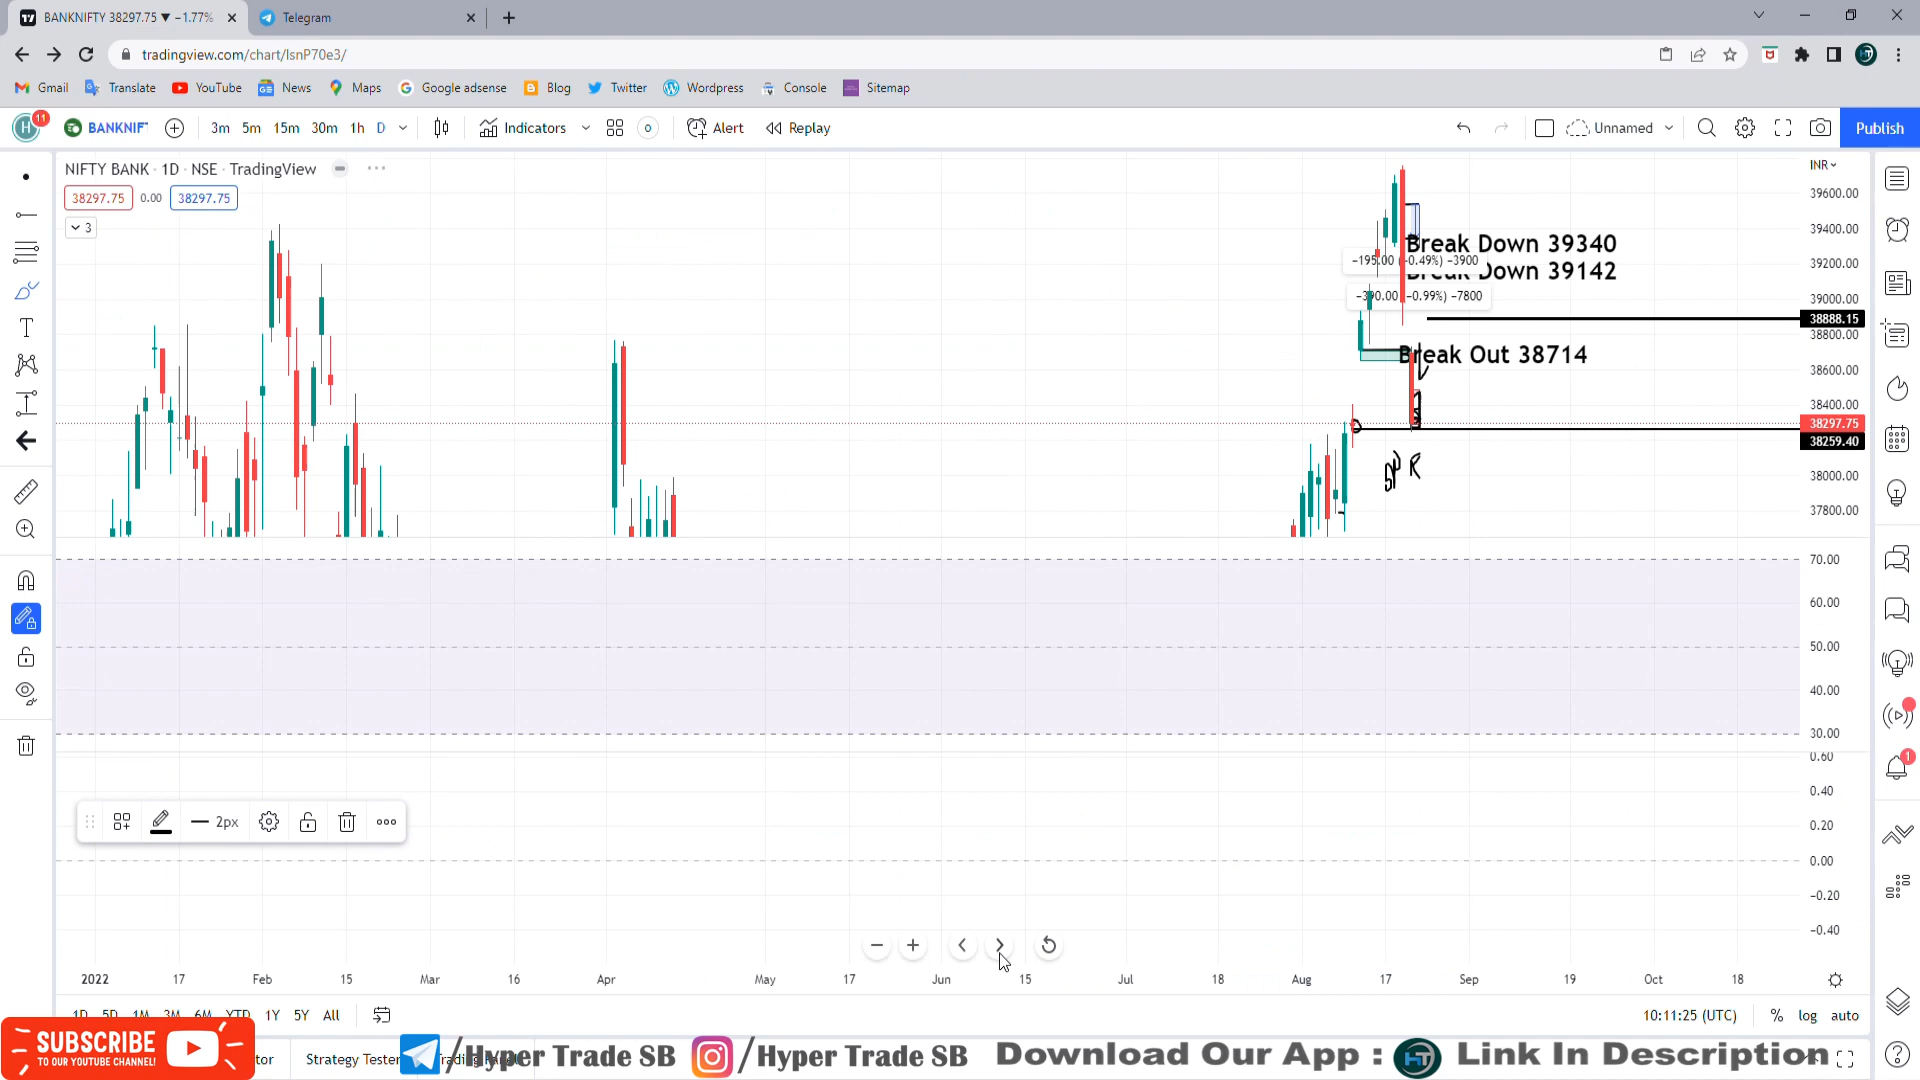 BANKNIFTY 38297.75 ▼ −1.77%
Telegram
tradingview.com/chart/lsnP70e3/
Gmail Translate YouTube News Maps Google adsense Blog Twitter Wordpress Console Sitemap
H 11 BANKNIF 3m 5m 15m 30m 1h D Indicators Alert Replay Unnamed Publish
NIFTY BANK · 1D · NSE · TradingView
INR
38297.75 0.00 38297.75
3
39600.00
39400.00
39200.00
39000.00
38888.15
38800.00
38600.00
38400.00
38297.75
38259.40
38000.00
37800.00
Break Down 39340
−195.00 (−0.49%) −3900
Break Down 39142
−390.00 (−0.99%) −7800
Break Out 38714
70.00
60.00
50.00
40.00
30.00
0.60
0.40
0.20
0.00
−0.20
−0.40
2px
2022 17 Feb 15 Mar 16 Apr May 17 Jun 15 Jul 18 Aug 17 Sep 19 Oct 18
1D 5D 1M 3M 6M YTD 1Y 5Y All
10:11:25 (UTC) % log auto
SUBSCRIBE
TO OUR YOUTUBE CHANNEL!
Strategy Tester
/Hyper Trade SB /Hyper Trade SB Download Our App : HT Link In Description